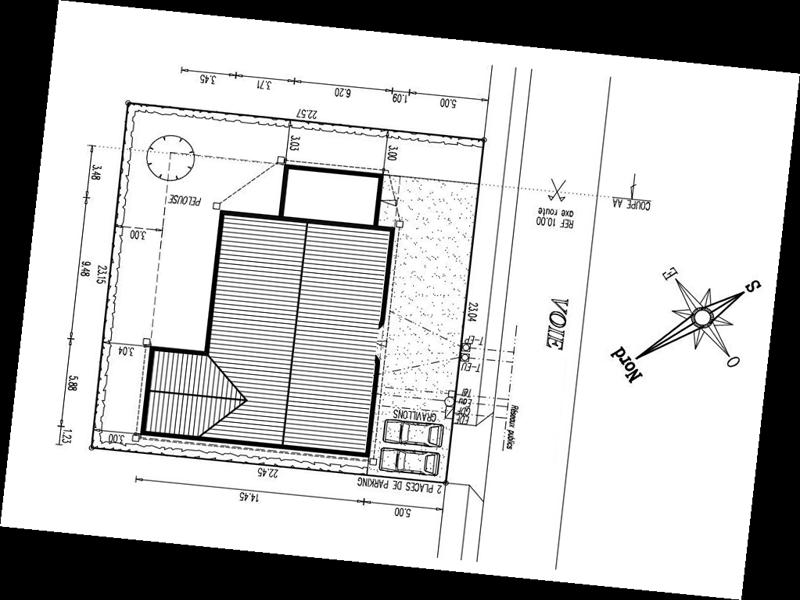 3.45
3.71
6.20
1.09
5.00
22.57
3.03
3.00
3.48
PELOUSE
COUPE AA
REF 10.00
axe route
3.00
9.48
23.15
23.04
E
S
VOIE
T-EP
T-EU
O
Nord
3.04
5.88
Tel
Eau
EDF
GRAVILLONS
Réseaux publics
1.23
3.00
22.45
2 PLACES DE PARKING
14.45
5.00